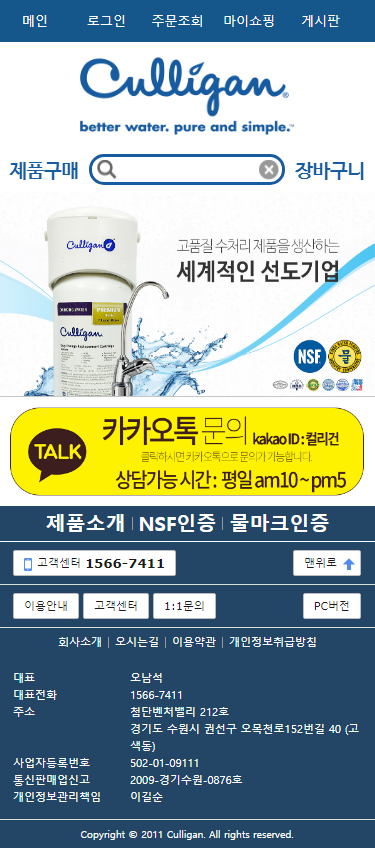 메인 로그인 주문조회 마이쇼핑 게시판
Culligan®
better water. pure and simple.™
제품구매 장바구니
고품질 수처리 제품을 생산하는
세계적인 선도기업
Culligan
PREMIUM
Culligan
NSF 물
카카오톡 문의 kakao ID : 컬리건
TALK
클릭하시면 카카오톡으로 문의가 가능합니다.
상담가능 시간 : 평일 am10 ~ pm5
제품소개 | NSF인증 | 물마크인증
고객센터 1566-7411 맨위로
이용안내 고객센터 1:1문의 PC버전
회사소개 | 오시는길 | 이용약관 | 개인정보취급방침
대표 오남석
대표전화 1566-7411
주소 첨단벤처밸리 212호
경기도 수원시 권선구 오목천로152번길 40 (고
색동)
사업자등록번호 502-01-09111
통신판매업신고 2009-경기수원-0876호
개인정보관리책임 이길순
Copyright © 2011 Culligan. All rights reserved.